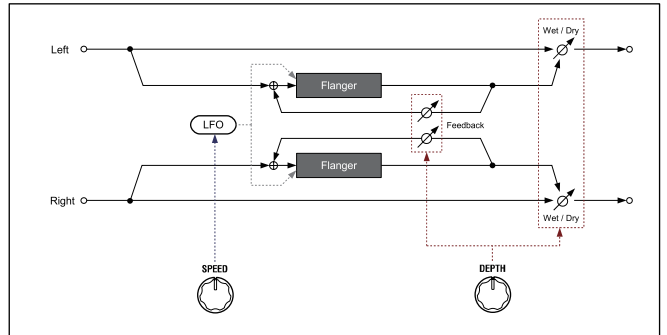 Wet / Dry
Left
Flanger
LFO
Feedback
Flanger
Right
Wet / Dry
SPEED
DEPTH